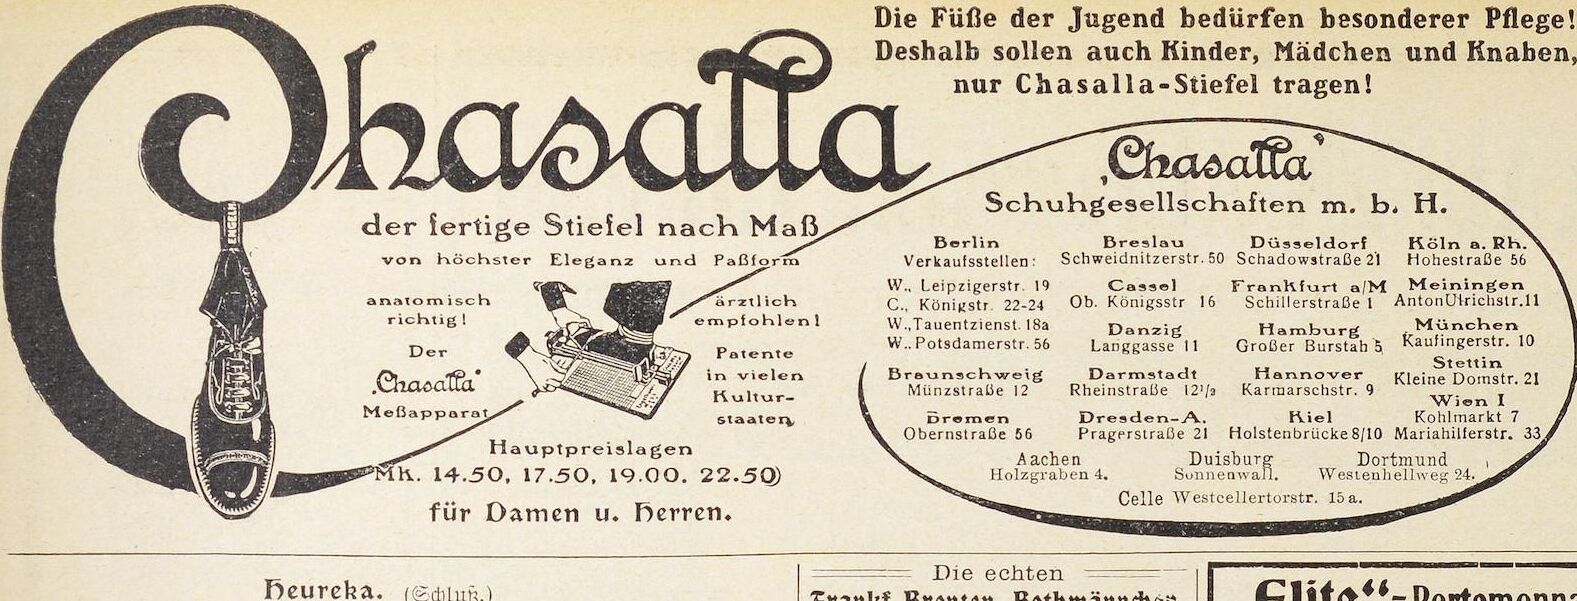 Chasalla
der fertige Stiefel nach Maß
von höchster Eleganz und Paßform
anatomisch
richtig!
Der
„Chasalla“
Meßapparat
ärztlich
empfohlen!
Patente
in vielen
Kultur-
staaten
Hauptpreislagen
Mk. 14.50, 17.50, 19.00. 22.50
für Damen u. Herren.
ENGELN
Die Füße der Jugend bedürfen besonderer Pflege!
Deshalb sollen auch Kinder, Mädchen und Knaben,
nur Chasalla-Stiefel tragen!
‚Chasalla‘
Schuhgesellschaften m. b. H.
Berlin
Verkaufsstellen:
W., Leipzigerstr. 19
C., Königstr. 22-24
W., Tauentzienst. 18a
W.. Potsdamerstr. 56
Braunschweig
Münzstraße 12
Bremen
Obernstraße 56
Breslau
Schweidnitzerstr. 50
Cassel
Ob. Königsstr 16
Danzig
Langgasse 11
Darmstadt
Rheinstraße 12½
Dresden-A.
Pragerstraße 21
Düsseldorf
Schadowstraße 21
Frankfurt a/M
Schillerstraße 1
Hamburg
Großer Burstah 5
Hannover
Karmarschstr. 9
Kiel
Holstenbrücke 8/10
Köln a. Rh.
Hohestraße 56
Meiningen
Anton Ulrichstr. 11
München
Kaufingerstr. 10
Stettin
Kleine Domstr. 21
Wien I
Kohlmarkt 7
Mariahilferstr. 33
Aachen
Holzgraben 4.
Duisburg
Sonnenwall.
Dortmund
Westenhellweg 24.
Celle Westcellertorstr. 15a.
Heureka. (Schluß.)
Die echten
Elite“-Portemonna